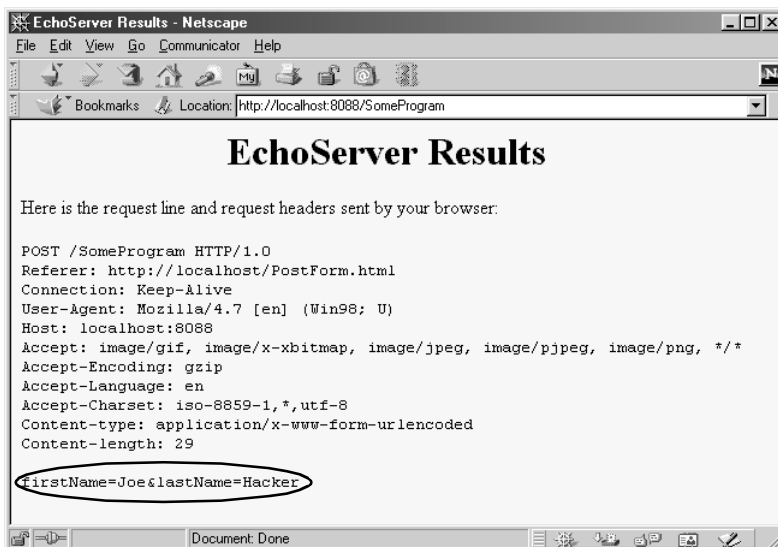 EchoServer Results - Netscape
File Edit View Go Communicator Help
My
N
Bookmarks Location: http://localhost:8088/SomeProgram
EchoServer Results
Here is the request line and request headers sent by your browser:
POST /SomeProgram HTTP/1.0
Referer: http://localhost/PostForm.html
Connection: Keep-Alive
User-Agent: Mozilla/4.7 [en] (Win98; U)
Host: localhost:8088
Accept: image/gif, image/x-xbitmap, image/jpeg, image/pjpeg, image/png, */*
Accept-Encoding: gzip
Accept-Language: en
Accept-Charset: iso-8859-1,*,utf-8
Content-type: application/x-www-form-urlencoded
Content-length: 29
firstName=Joe&lastName=Hacker
Document: Done